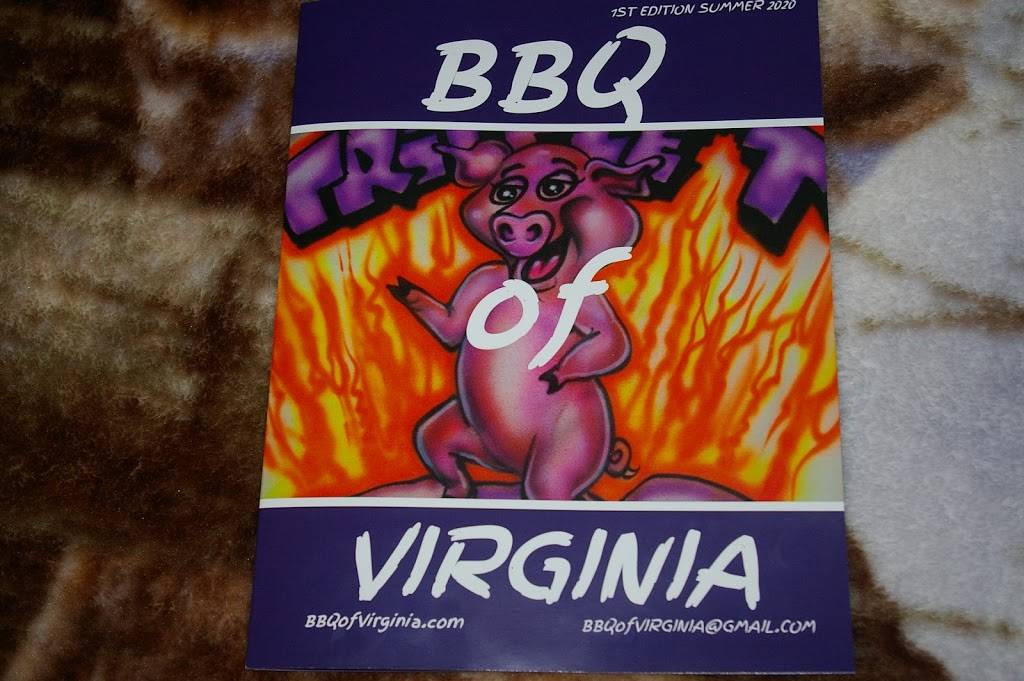 1ST EDITION SUMMER 2020
BBQ
of
VIRGINIA
BBQofVirginia.com
BBQofVIRGINIA@GMAIL.COM